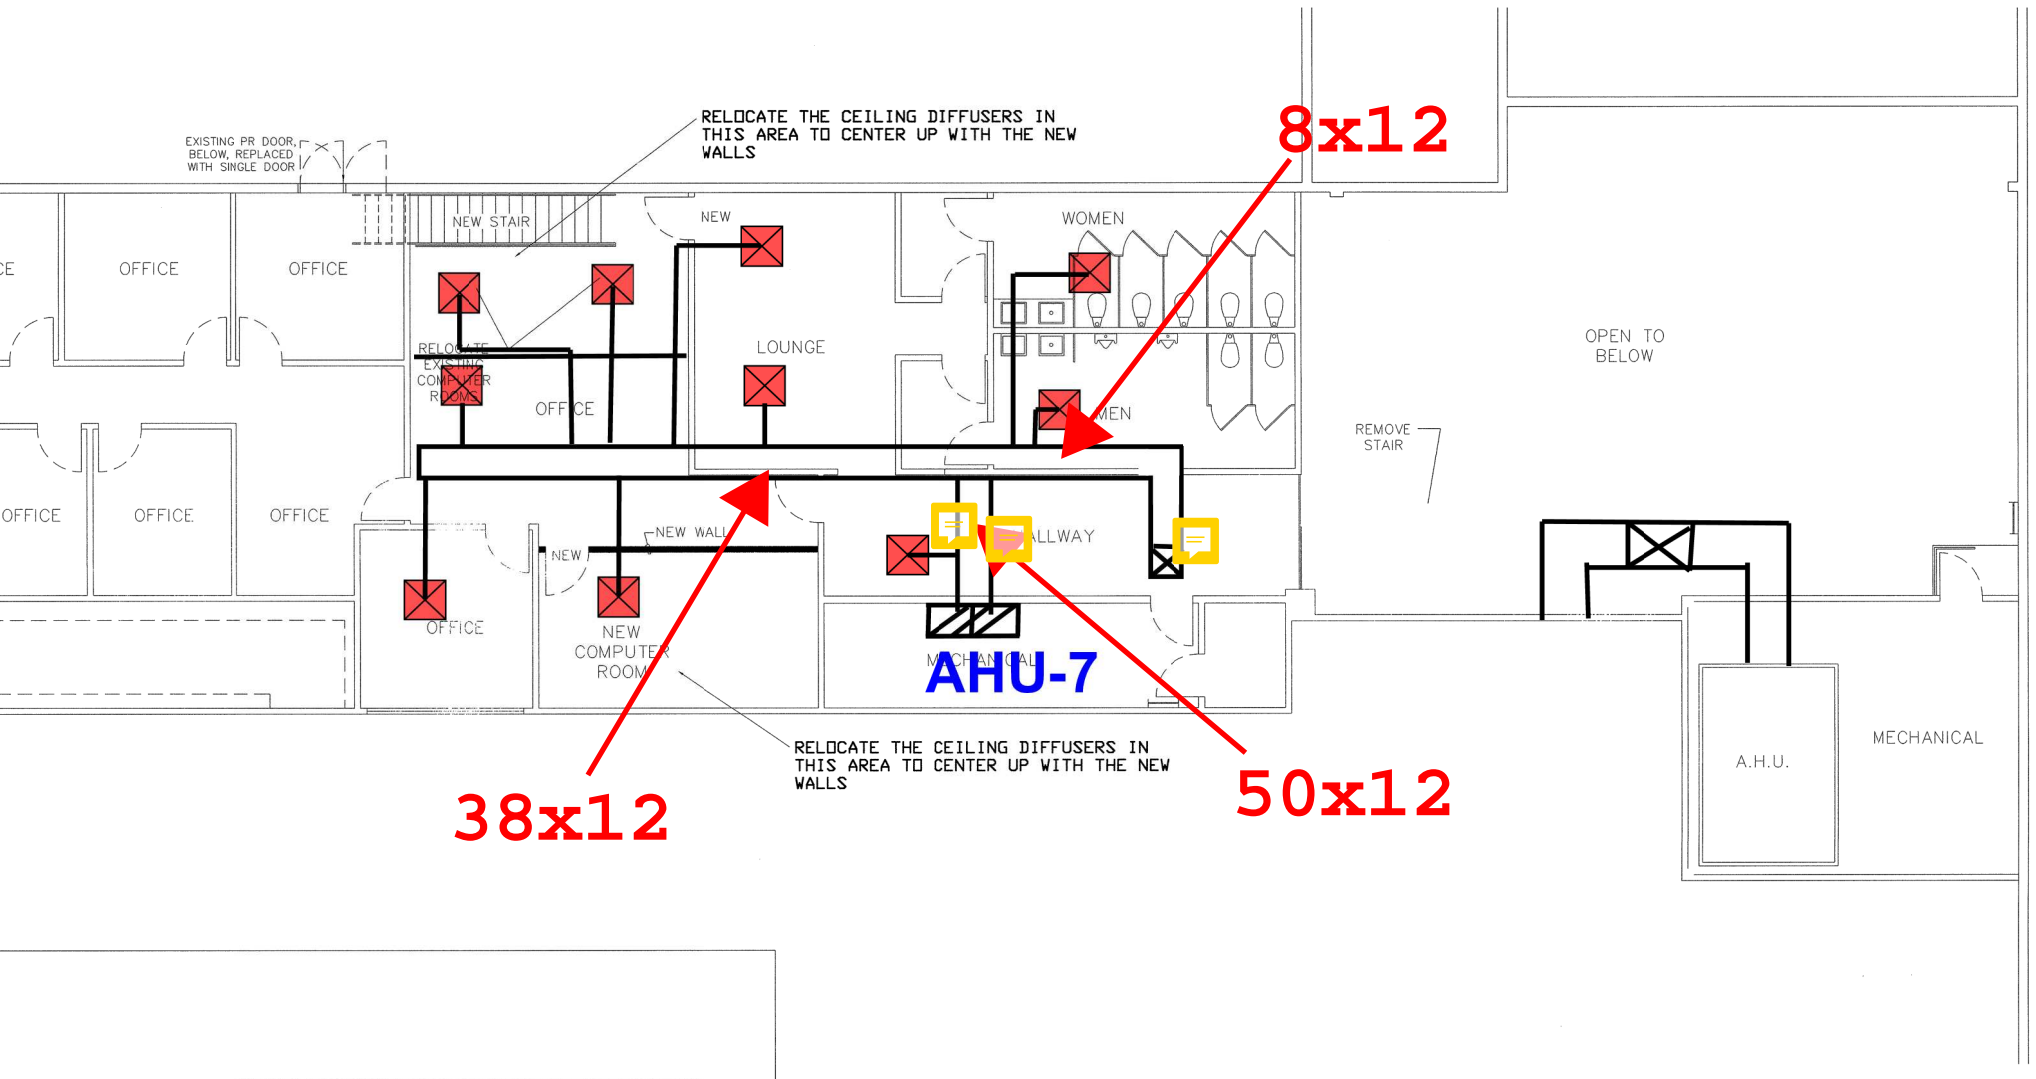 RELOCATE THE CEILING DIFFUSERS IN
THIS AREA TO CENTER UP WITH THE NEW
WALLS
8x12
EXISTING PR DOOR,
BELOW, REPLACED
WITH SINGLE DOOR
NEW STAIR
NEW
WOMEN
CE
OFFICE
OFFICE
OPEN TO
BELOW
LOUNGE
RELOCATE
EXISTING
COMPUTER
ROOMS
OFFICE
MEN
REMOVE
STAIR
OFFICE
OFFICE
OFFICE
NEW WALL
NEW
ALLWAY
OFFICE
NEW
COMPUTER
ROOM
MECHANICAL
AHU-7
MECHANICAL
A.H.U.
RELOCATE THE CEILING DIFFUSERS IN
THIS AREA TO CENTER UP WITH THE NEW
WALLS
38x12
50x12